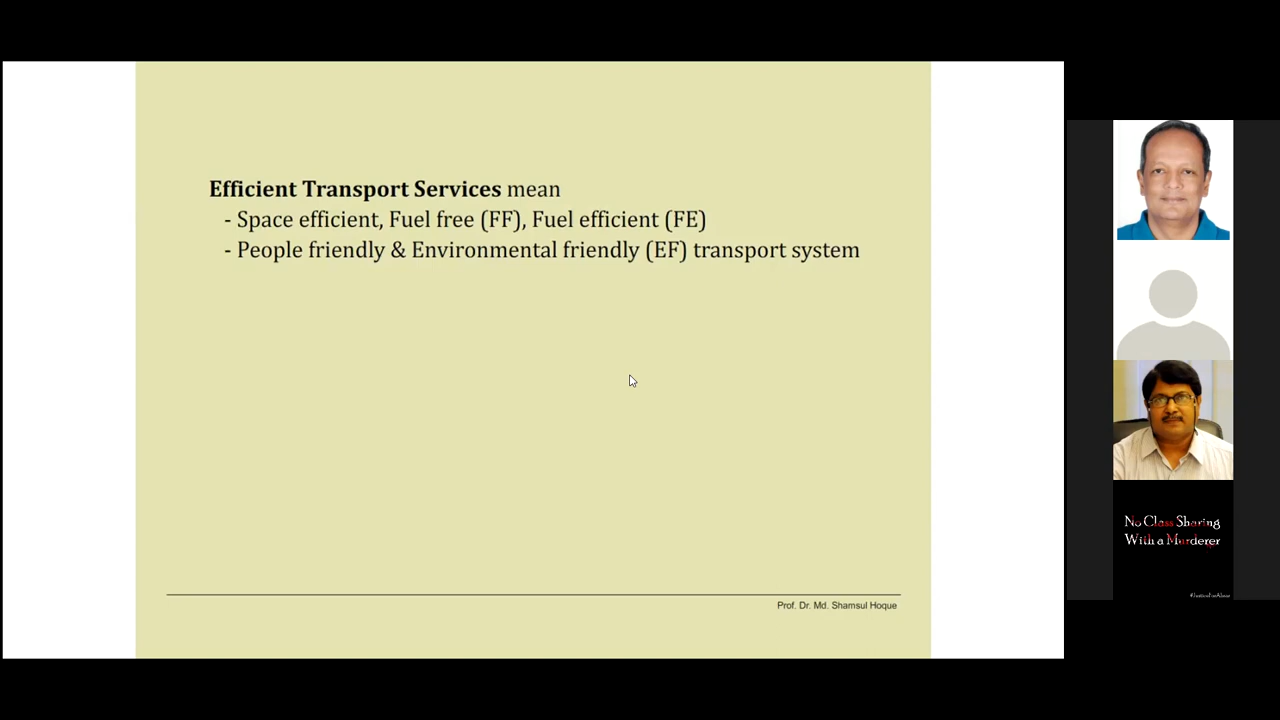 Efficient Transport Services mean
- Space efficient, Fuel free (FF), Fuel efficient (FE)
- People friendly & Environmental friendly (EF) transport system
Prof. Dr. Md. Shamsul Hoque
No Class Sharing
With a Murderer